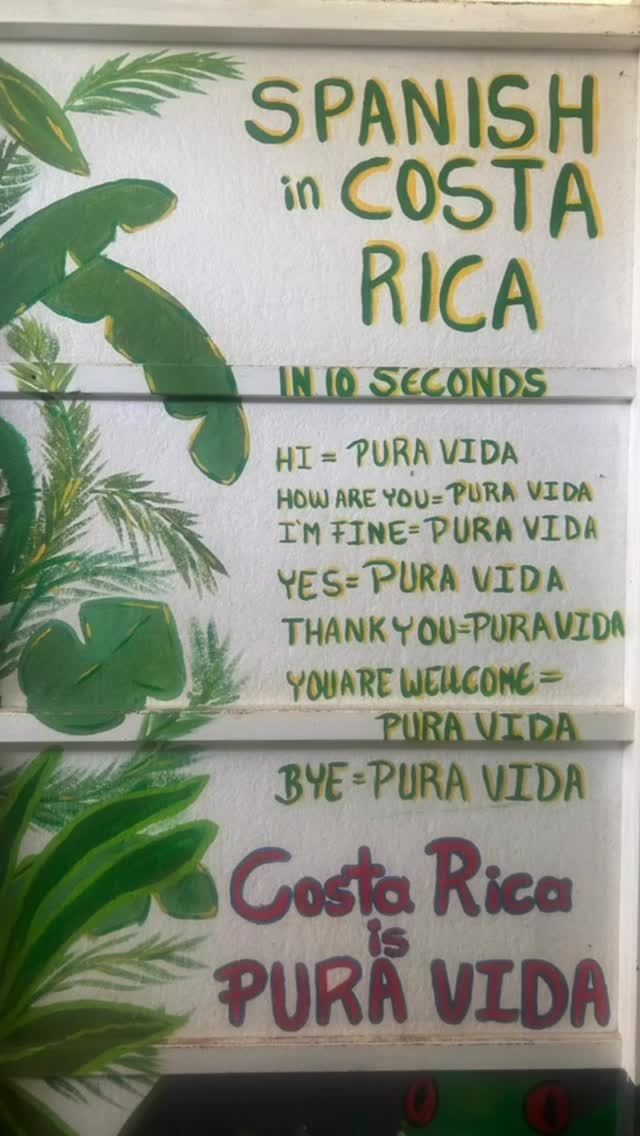 SPANISH
in COSTA
RICA
IN 10 SECONDS
HI = PURA VIDA
HOW ARE YOU= PURA VIDA
I'M FINE= PURA VIDA
YES= PURA VIDA
THANK YOU=PURA VIDA
YOU ARE WELLCOME =
PURA VIDA
BYE = PURA VIDA
Costa Rica
is
PURA VIDA